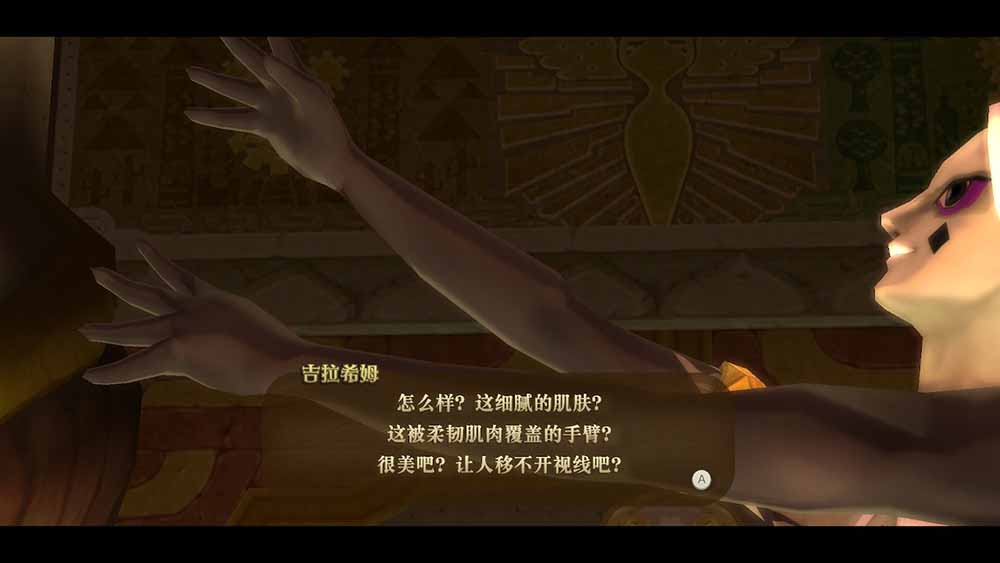 吉拉希姆
怎么样？这细腻的肌肤？
这被柔韧肌肉覆盖的手臂？
很美吧？让人移不开视线吧？
A